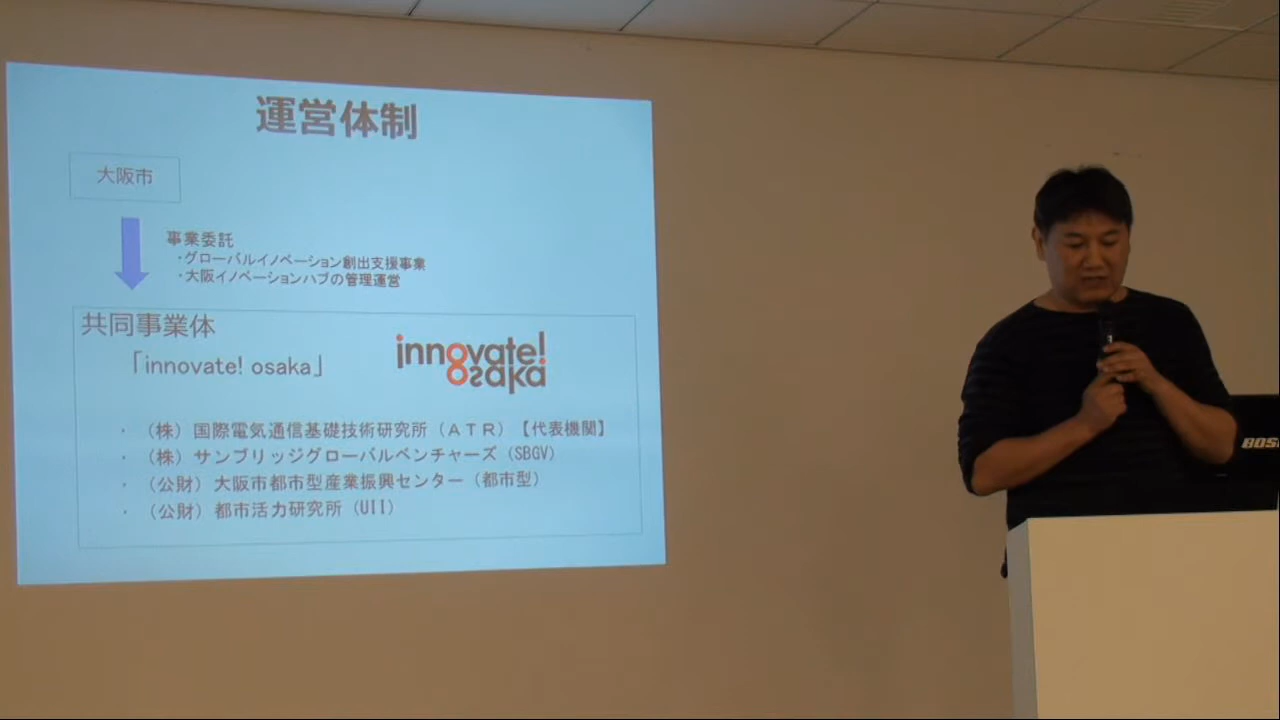 運営体制
大阪市
事業委託
・グローバルイノベーション創出支援事業
・大阪イノベーションハブの管理運営
共同事業体
「innovate! osaka」
innovate!
osaka
・（株）国際電気通信基礎技術研究所（ＡＴＲ）【代表機関】
・（株）サンブリッジグローバルベンチャーズ（SBGV）
・（公財）大阪市都市型産業振興センター（都市型）
・（公財）都市活力研究所（UII）
BOS